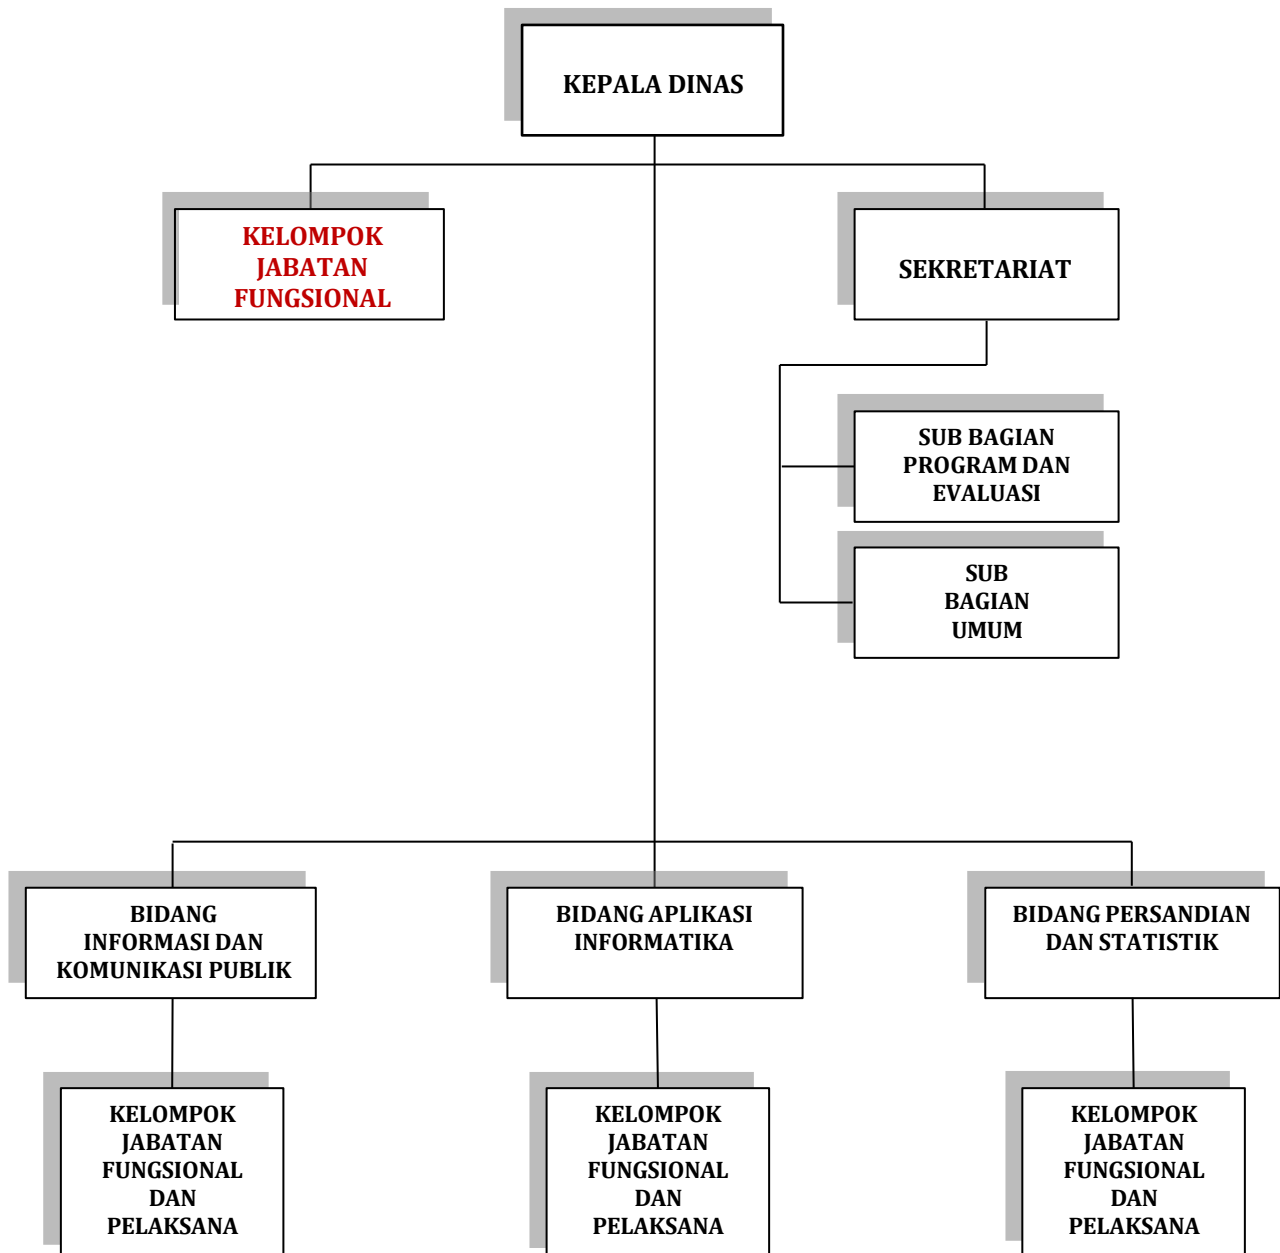 KEPALA DINAS
KELOMPOK
JABATAN
FUNGSIONAL
SEKRETARIAT
SUB BAGIAN
PROGRAM DAN
EVALUASI
SUB
BAGIAN
UMUM
BIDANG
INFORMASI DAN
KOMUNIKASI PUBLIK
BIDANG APLIKASI
INFORMATIKA
BIDANG PERSANDIAN
DAN STATISTIK
KELOMPOK
JABATAN
FUNGSIONAL
DAN
PELAKSANA
KELOMPOK
JABATAN
FUNGSIONAL
DAN
PELAKSANA
KELOMPOK
JABATAN
FUNGSIONAL
DAN
PELAKSANA